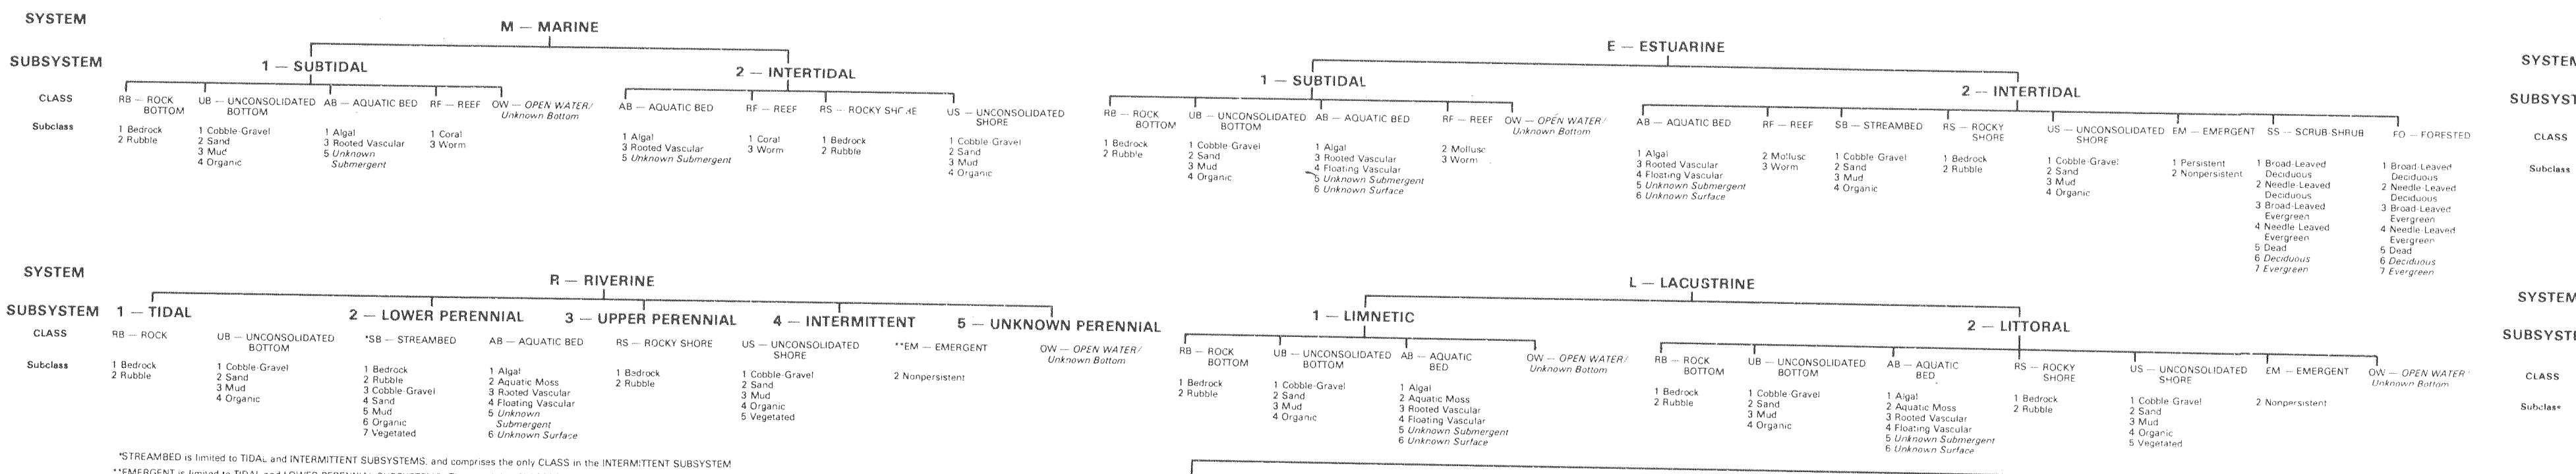 SYSTEM
M — MARINE
SUBSYSTEM
1 — SUBTIDAL
2 — INTERTIDAL
CLASS
RB — ROCK
BOTTOM
UB — UNCONSOLIDATED
BOTTOM
AB — AQUATIC BED
RF — REEF
OW — OPEN WATER/
Unknown Bottom
AB — AQUATIC BED
RF — REEF
RS — ROCKY SHORE
US — UNCONSOLIDATED
SHORE
Subclass
1 Bedrock
2 Rubble
1 Cobble-Gravel
2 Sand
3 Mud
4 Organic
1 Algal
3 Rooted Vascular
5 Unknown
Submergent
1 Coral
3 Worm
1 Algal
3 Rooted Vascular
5 Unknown Submergent
1 Coral
3 Worm
1 Bedrock
2 Rubble
1 Cobble-Gravel
2 Sand
3 Mud
4 Organic
E — ESTUARINE
1 — SUBTIDAL
2 — INTERTIDAL
RB — ROCK
BOTTOM
UB — UNCONSOLIDATED
BOTTOM
AB — AQUATIC BED
RF — REEF
OW — OPEN WATER/
Unknown Bottom
1 Bedrock
2 Rubble
1 Cobble-Gravel
2 Sand
3 Mud
4 Organic
1 Algal
3 Rooted Vascular
4 Floating Vascular
5 Unknown Submergent
6 Unknown Surface
2 Mollusc
3 Worm
AB — AQUATIC BED
RF — REEF
SB — STREAMBED
RS — ROCKY
SHORE
US — UNCONSOLIDATED
SHORE
EM — EMERGENT
SS — SCRUB-SHRUB
FO — FORESTED
1 Algal
3 Rooted Vascular
4 Floating Vascular
5 Unknown Submergent
6 Unknown Surface
2 Mollusc
3 Worm
1 Cobble-Gravel
2 Sand
3 Mud
4 Organic
1 Bedrock
2 Rubble
1 Cobble-Gravel
2 Sand
3 Mud
4 Organic
1 Persistent
2 Nonpersistent
1 Broad-Leaved
Deciduous
2 Needle-Leaved
Deciduous
3 Broad-Leaved
Evergreen
4 Needle-Leaved
Evergreen
5 Dead
6 Deciduous
7 Evergreen
1 Broad-Leaved
Deciduous
2 Needle-Leaved
Deciduous
3 Broad-Leaved
Evergreen
4 Needle-Leaved
Evergreen
5 Dead
6 Deciduous
7 Evergreen
SYSTEM
SUBSYST
CLASS
Subclass
SYSTEM
R — RIVERINE
SUBSYSTEM
1 — TIDAL
2 — LOWER PERENNIAL
3 — UPPER PERENNIAL
4 — INTERMITTENT
5 — UNKNOWN PERENNIAL
CLASS
RB — ROCK
UB — UNCONSOLIDATED
BOTTOM
*SB — STREAMBED
AB — AQUATIC BED
RS — ROCKY SHORE
US — UNCONSOLIDATED
SHORE
**EM — EMERGENT
OW — OPEN WATER/
Unknown Bottom
Subclass
1 Bedrock
2 Rubble
1 Cobble-Gravel
2 Sand
3 Mud
4 Organic
1 Bedrock
2 Rubble
3 Cobble-Gravel
4 Sand
5 Mud
6 Organic
7 Vegetated
1 Algal
2 Aquatic Moss
3 Rooted Vascular
4 Floating Vascular
5 Unknown
Submergent
6 Unknown Surface
1 Bedrock
2 Rubble
1 Cobble-Gravel
2 Sand
3 Mud
4 Organic
5 Vegetated
2 Nonpersistent
L — LACUSTRINE
1 — LIMNETIC
2 — LITTORAL
RB — ROCK
BOTTOM
UB — UNCONSOLIDATED
BOTTOM
AB — AQUATIC
BED
OW — OPEN WATER/
Unknown Bottom
1 Bedrock
2 Rubble
1 Cobble-Gravel
2 Sand
3 Mud
4 Organic
1 Algal
2 Aquatic Moss
3 Rooted Vascular
4 Floating Vascular
5 Unknown Submergent
6 Unknown Surface
RB — ROCK
BOTTOM
UB — UNCONSOLIDATED
BOTTOM
AB — AQUATIC
BED
RS — ROCKY
SHORE
US — UNCONSOLIDATED
SHORE
EM — EMERGENT
OW — OPEN WATER
Unknown Bottom
1 Bedrock
2 Rubble
1 Cobble-Gravel
2 Sand
3 Mud
4 Organic
1 Algal
2 Aquatic Moss
3 Rooted Vascular
4 Floating Vascular
5 Unknown Submergent
6 Unknown Surface
1 Bedrock
2 Rubble
1 Cobble-Gravel
2 Sand
3 Mud
4 Organic
5 Vegetated
2 Nonpersistent
SYSTEM
SUBSYSTE
CLASS
Subclas
*STREAMBED is limited to TIDAL and INTERMITTENT SUBSYSTEMS, and comprises the only CLASS in the INTERMITTENT SUBSYSTEM
**EMERGENT is limited to TIDAL and LOWER PERENNIAL